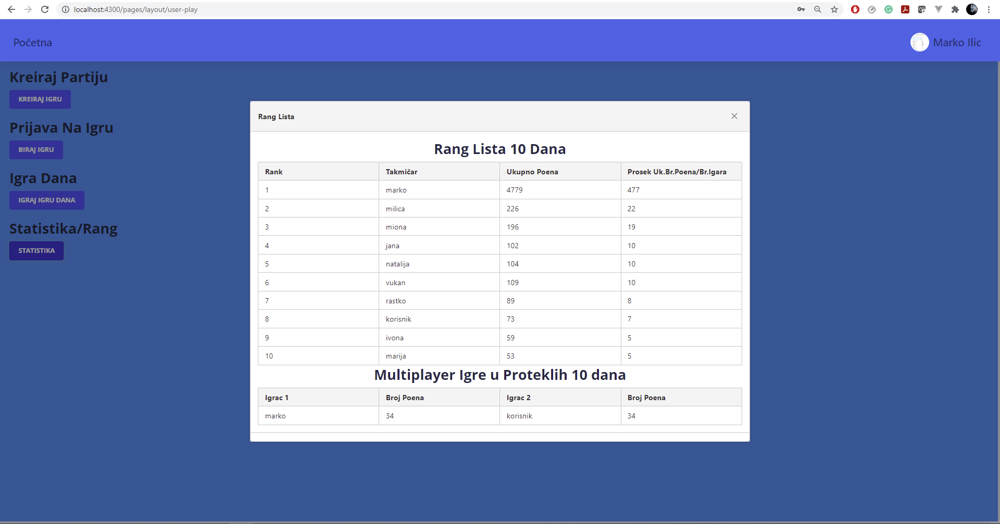 localhost:4300/pages/layout/user-play
Početna
Marko Ilic
Kreiraj Partiju
KREIRAJ IGRU
Prijava Na Igru
BIRAJ IGRU
Igra Dana
IGRAJ IGRU DANA
Statistika/Rang
STATISTIKA
Rang Lista
Rang Lista 10 Dana
Rank Takmičar Ukupno Poena Prosek Uk.Br.Poena/Br.Igara
1 marko 4779 477
2 milica 226 22
3 miona 196 19
4 jana 102 10
5 natalija 104 10
6 vukan 109 10
7 rastko 89 8
8 korisnik 73 7
9 ivona 59 5
10 marija 53 5
Multiplayer Igre u Proteklih 10 dana
Igrac 1 Broj Poena Igrac 2 Broj Poena
marko 34 korisnik 34